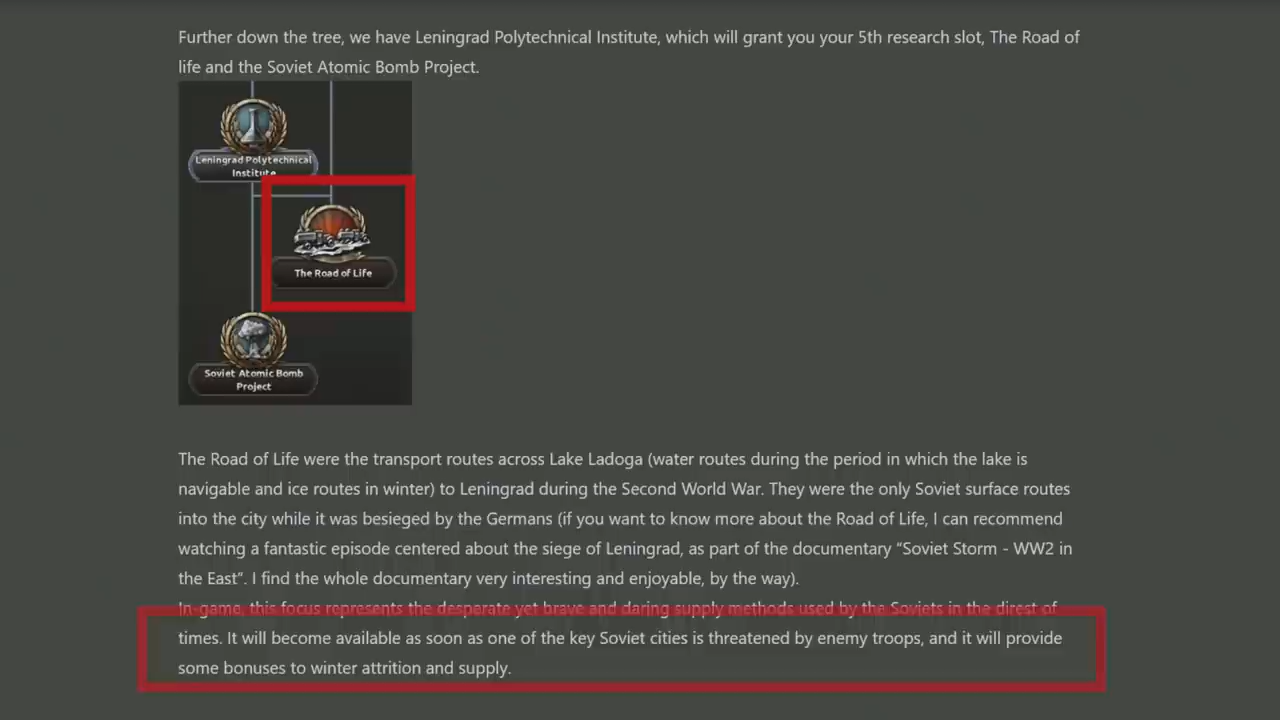 Further down the tree, we have Leningrad Polytechnical Institute, which will grant you your 5th research slot, The Road of
life and the Soviet Atomic Bomb Project.
Leningrad Polytechnical
Institute
The Road of Life
Soviet Atomic Bomb
Project
The Road of Life were the transport routes across Lake Ladoga (water routes during the period in which the lake is
navigable and ice routes in winter) to Leningrad during the Second World War. They were the only Soviet surface routes
into the city while it was besieged by the Germans (if you want to know more about the Road of Life, I can recommend
watching a fantastic episode centered about the siege of Leningrad, as part of the documentary “Soviet Storm - WW2 in
the East”. I find the whole documentary very interesting and enjoyable, by the way).
In-game, this focus represents the desperate yet brave and daring supply methods used by the Soviets in the direst of
times. It will become available as soon as one of the key Soviet cities is threatened by enemy troops, and it will provide
some bonuses to winter attrition and supply.